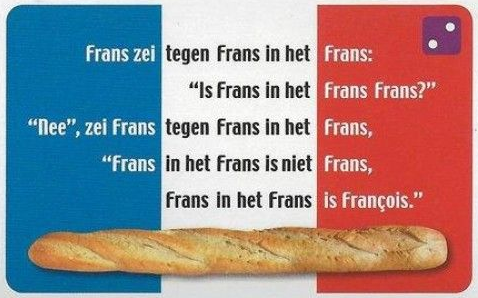 Frans zei tegen Frans in het Frans:
“Is Frans in het Frans Frans?”
“Nee”, zei Frans tegen Frans in het Frans,
“Frans in het Frans is niet Frans,
Frans in het Frans is François.”